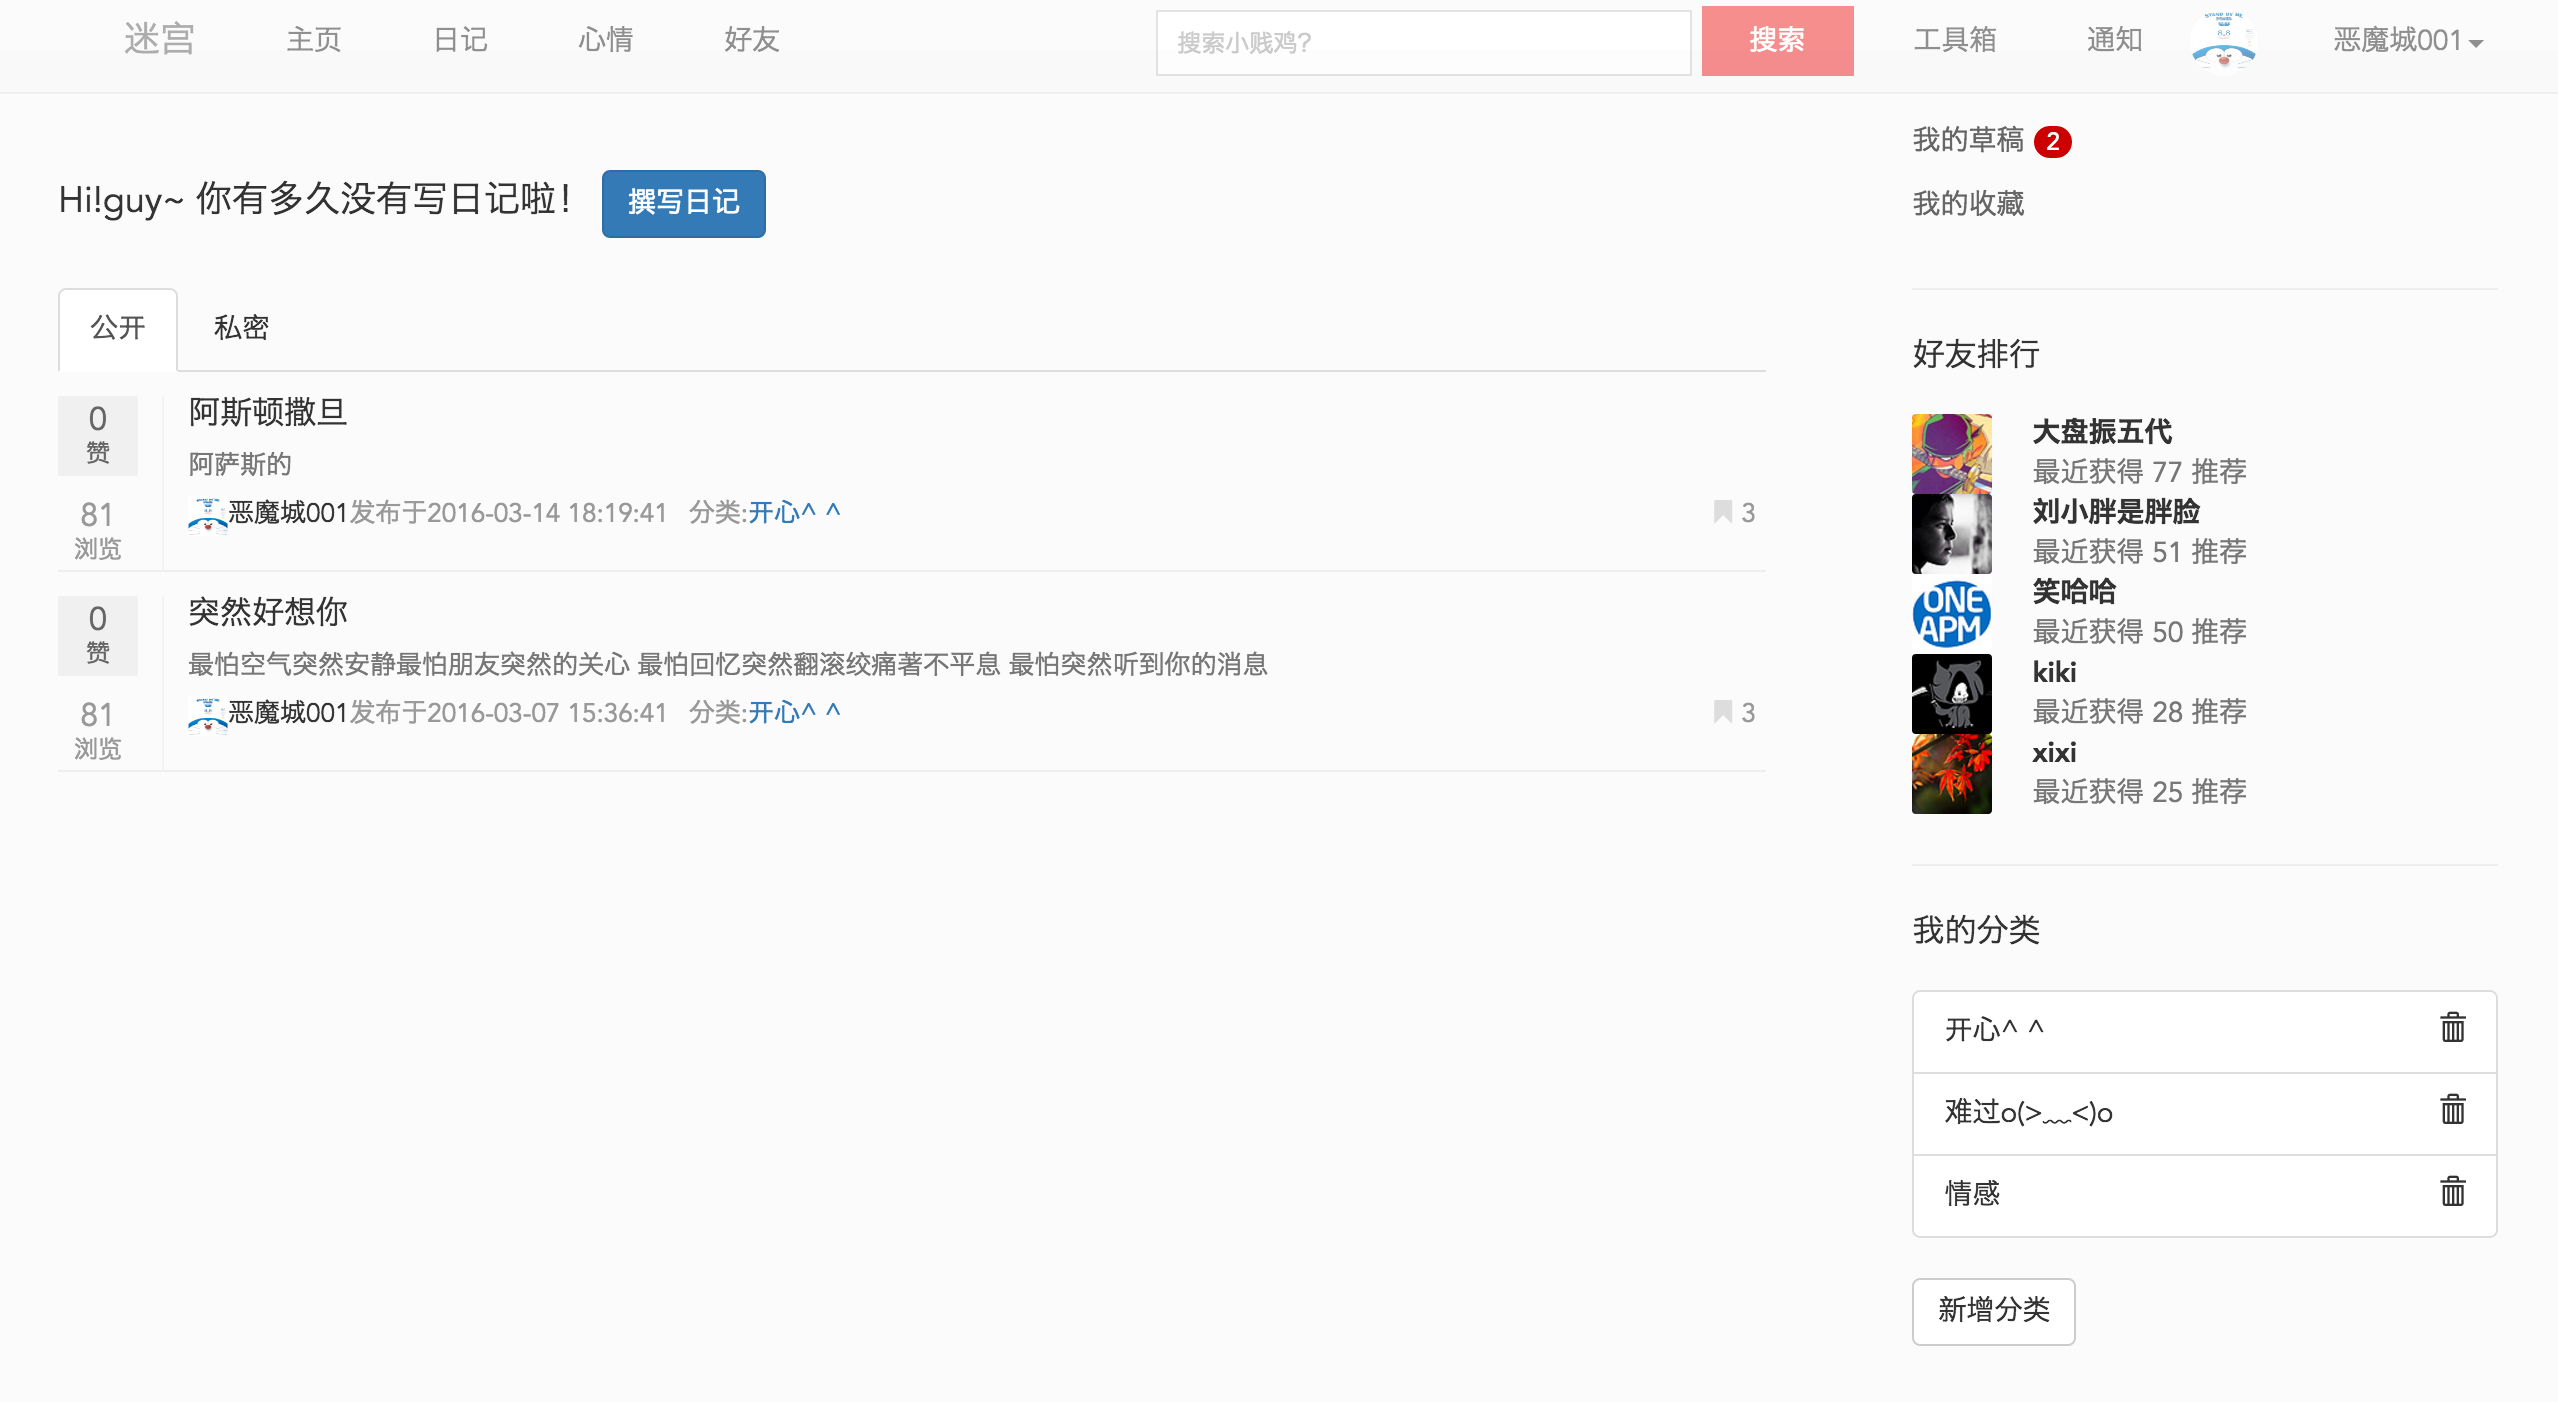 迷宫 主页 日记 心情 好友 搜索小贱鸡? 搜索 工具箱 通知 恶魔城001
Hi!guy~ 你有多久没有写日记啦! 撰写日记
公开 私密
0
赞
81
浏览
阿斯顿撒旦
阿萨斯的
恶魔城001发布于2016-03-14 18:19:41 分类:开心^ ^ 3
0
赞
81
浏览
突然好想你
最怕空气突然安静最怕朋友突然的关心 最怕回忆突然翻滚绞痛著不平息 最怕突然听到你的消息
恶魔城001发布于2016-03-07 15:36:41 分类:开心^ ^ 3
我的草稿 2
我的收藏
好友排行
大盘振五代
最近获得 77 推荐
刘小胖是胖脸
最近获得 51 推荐
ONE
APM
笑哈哈
最近获得 50 推荐
kiki
最近获得 28 推荐
xixi
最近获得 25 推荐
我的分类
开心^ ^
难过o(>﹏<)o
情感
新增分类